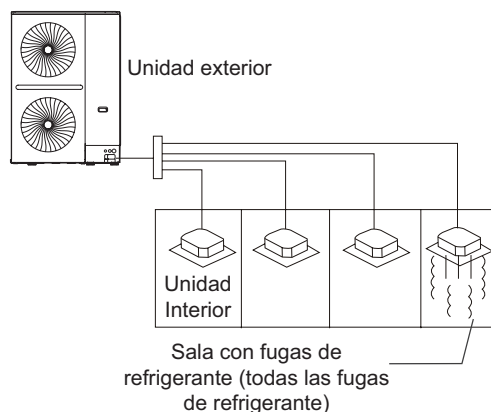 Unidad exterior
Unidad
Interior
Sala con fugas de
refrigerante (todas las fugas
de refrigerante)